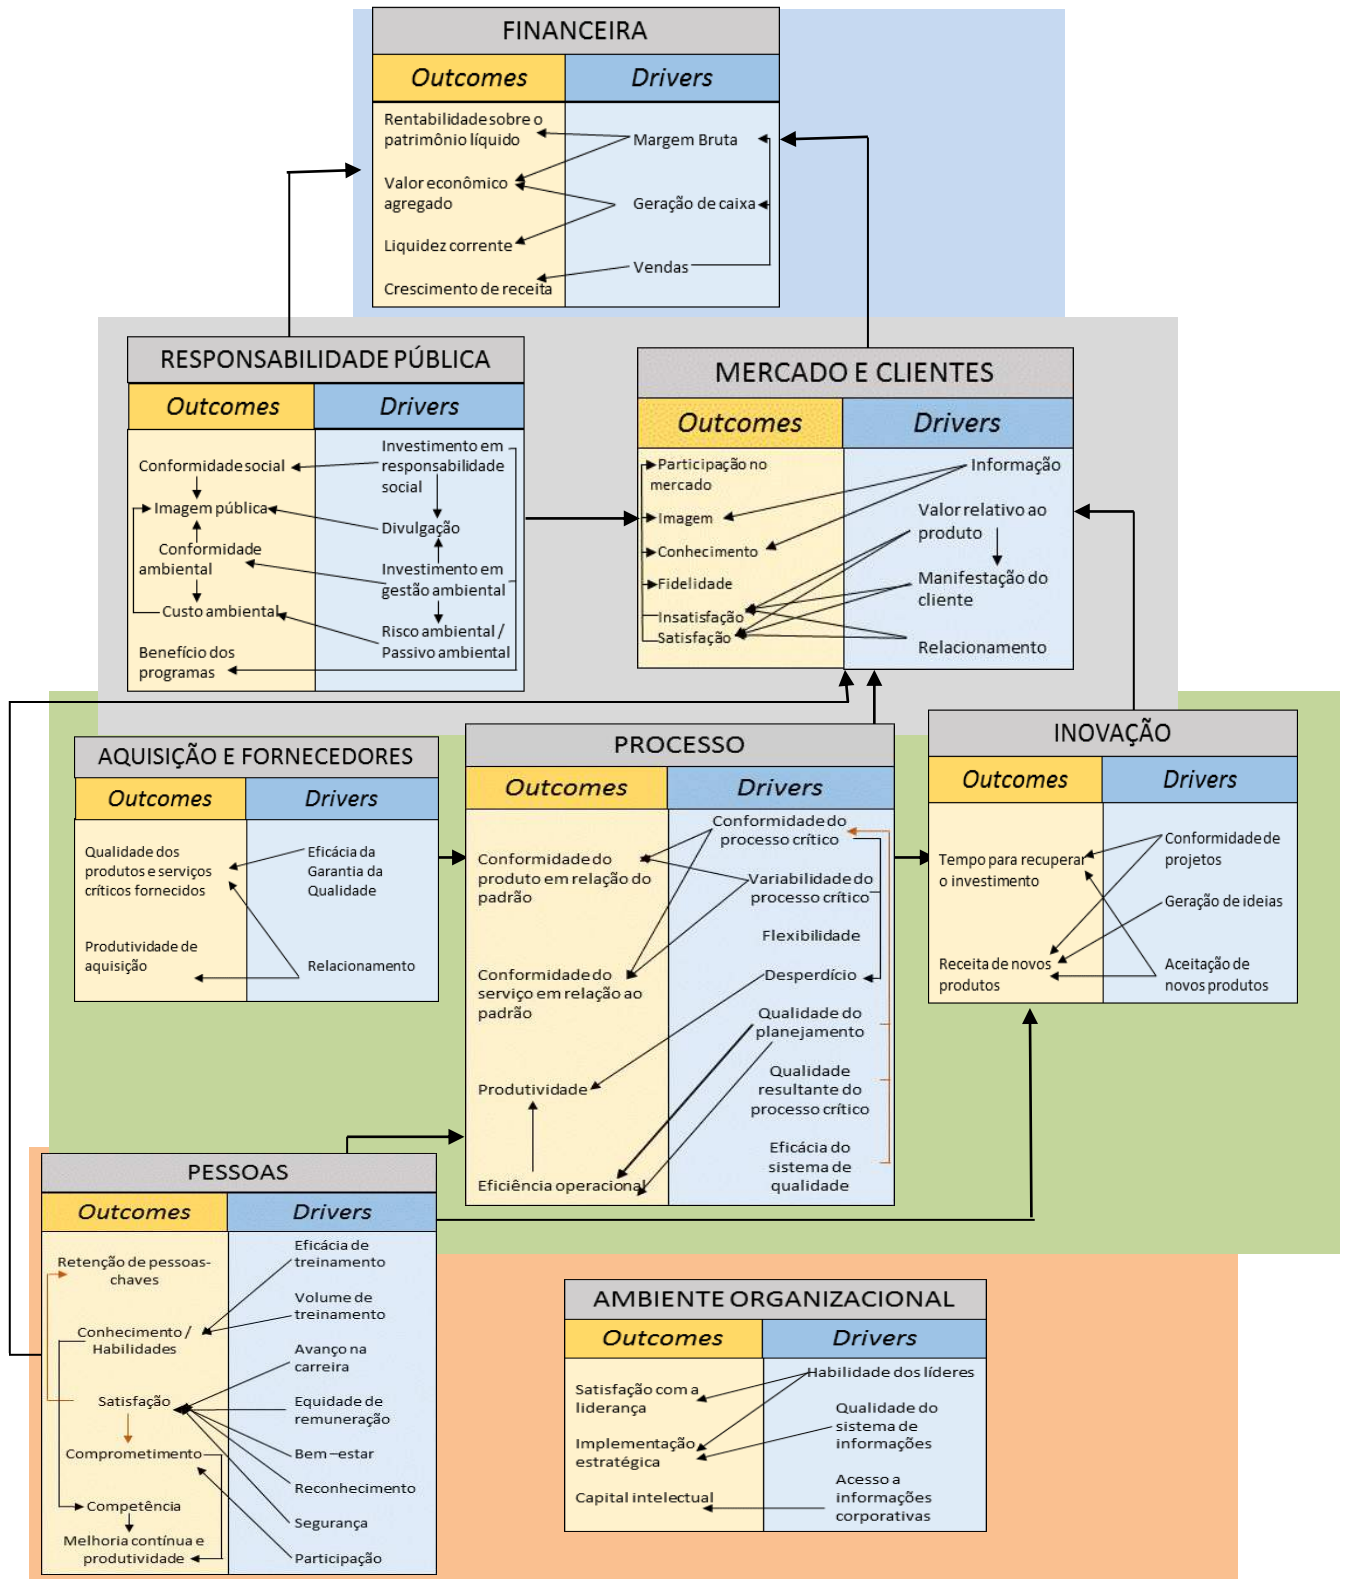 FINANCEIRA
Outcomes
Drivers
Rentabilidade sobre o
patrimônio líquido
Valor econômico
agregado
Liquidez corrente
Crescimento de receita
Margem Bruta
Geração de caixa
Vendas
RESPONSABILIDADE PÚBLICA
Outcomes
Drivers
Conformidade social
Imagem pública
Conformidade
ambiental
Custo ambiental
Benefício dos
programas
Investimento em
responsabilidade
social
Divulgação
Investimento em
gestão ambiental
Risco ambiental /
Passivo ambiental
MERCADO E CLIENTES
Outcomes
Drivers
Participação no
mercado
Imagem
Conhecimento
Fidelidade
Insatisfação
Satisfação
Informação
Valor relativo ao
produto
Manifestação do
cliente
Relacionamento
AQUISIÇÃO E FORNECEDORES
Outcomes
Drivers
Qualidade dos
produtos e serviços
críticos fornecidos
Produtividade de
aquisição
Eficácia da
Garantia da
Qualidade
Relacionamento
PROCESSO
Outcomes
Drivers
Conformidade do
produto em relação do
padrão
Conformidade do
serviço em relação ao
padrão
Produtividade
Eficiência operacional
Conformidade do
processo crítico
Variabilidade do
processo crítico
Flexibilidade
Desperdício
Qualidade do
planejamento
Qualidade
resultante do
processo crítico
Eficácia do
sistema de
qualidade
INOVAÇÃO
Outcomes
Drivers
Tempo para recuperar
o investimento
Receita de novos
produtos
Conformidade de
projetos
Geração de ideias
Aceitação de
novos produtos
PESSOAS
Outcomes
Drivers
Retenção de pessoas-
chaves
Conhecimento /
Habilidades
Satisfação
Comprometimento
Competência
Melhoria contínua e
produtividade
Eficácia de
treinamento
Volume de
treinamento
Avanço na
carreira
Equidade de
remuneração
Bem –estar
Reconhecimento
Segurança
Participação
AMBIENTE ORGANIZACIONAL
Outcomes
Drivers
Satisfação com a
liderança
Implementação
estratégica
Capital intelectual
Habilidade dos líderes
Qualidade do
sistema de
informações
Acesso a
informações
corporativas